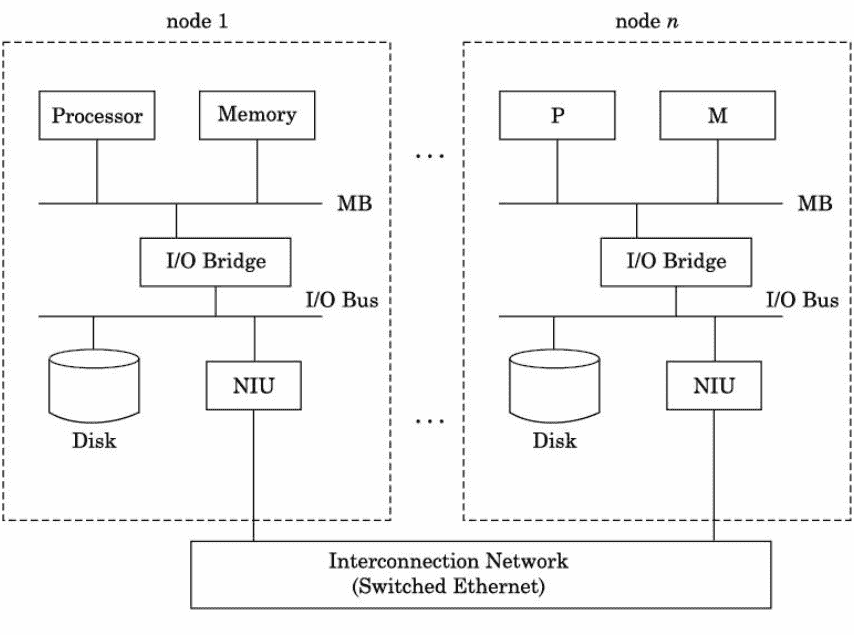 node 1
node n
Processor
Memory
P
M
. . .
MB
MB
I/O Bridge
I/O Bridge
I/O Bus
I/O Bus
NIU
NIU
. . .
Disk
Disk
Interconnection Network
(Switched Ethernet)